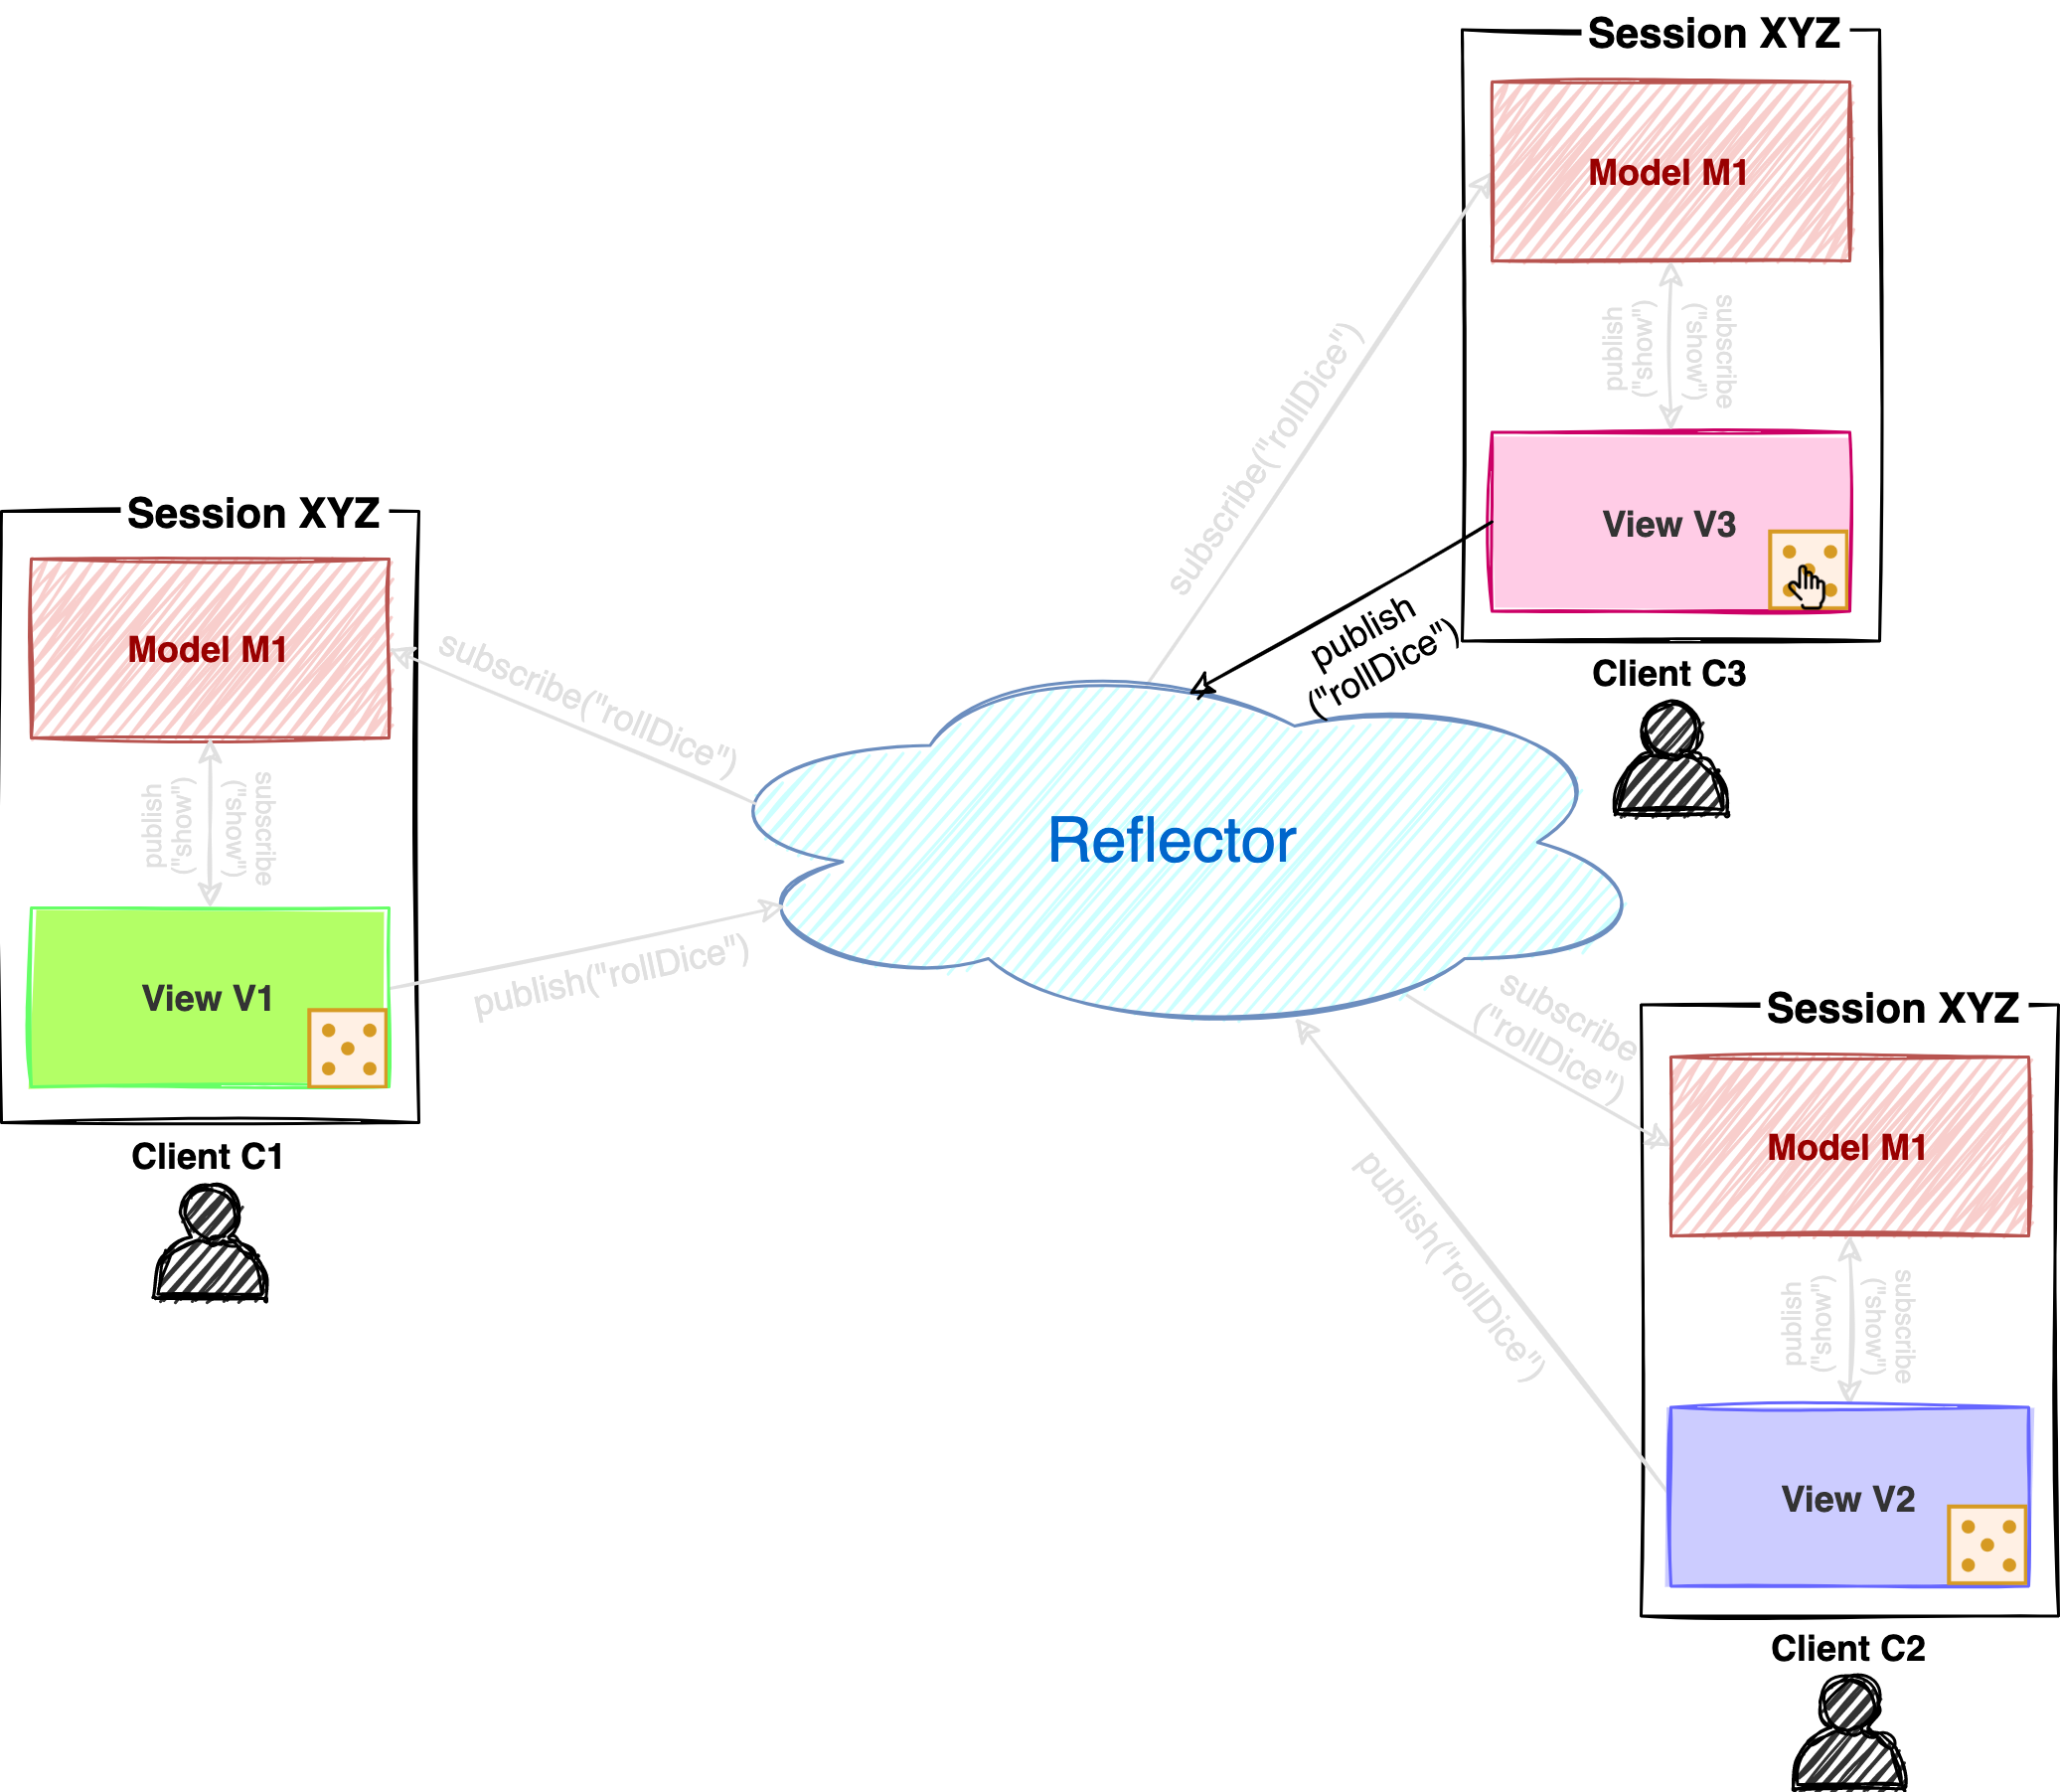 Session XYZ
Model M1
publish
("show")
subscribe
("show")
View V3
Client C3
subscribe("rollDice")
publish
("rollDice")
Session XYZ
Model M1
publish
("show")
subscribe
("show")
View V1
Client C1
subscribe("rollDice")
publish("rollDice")
Reflector
subscribe
("rollDice")
publish("rollDice")
Session XYZ
Model M1
publish
("show")
subscribe
("show")
View V2
Client C2